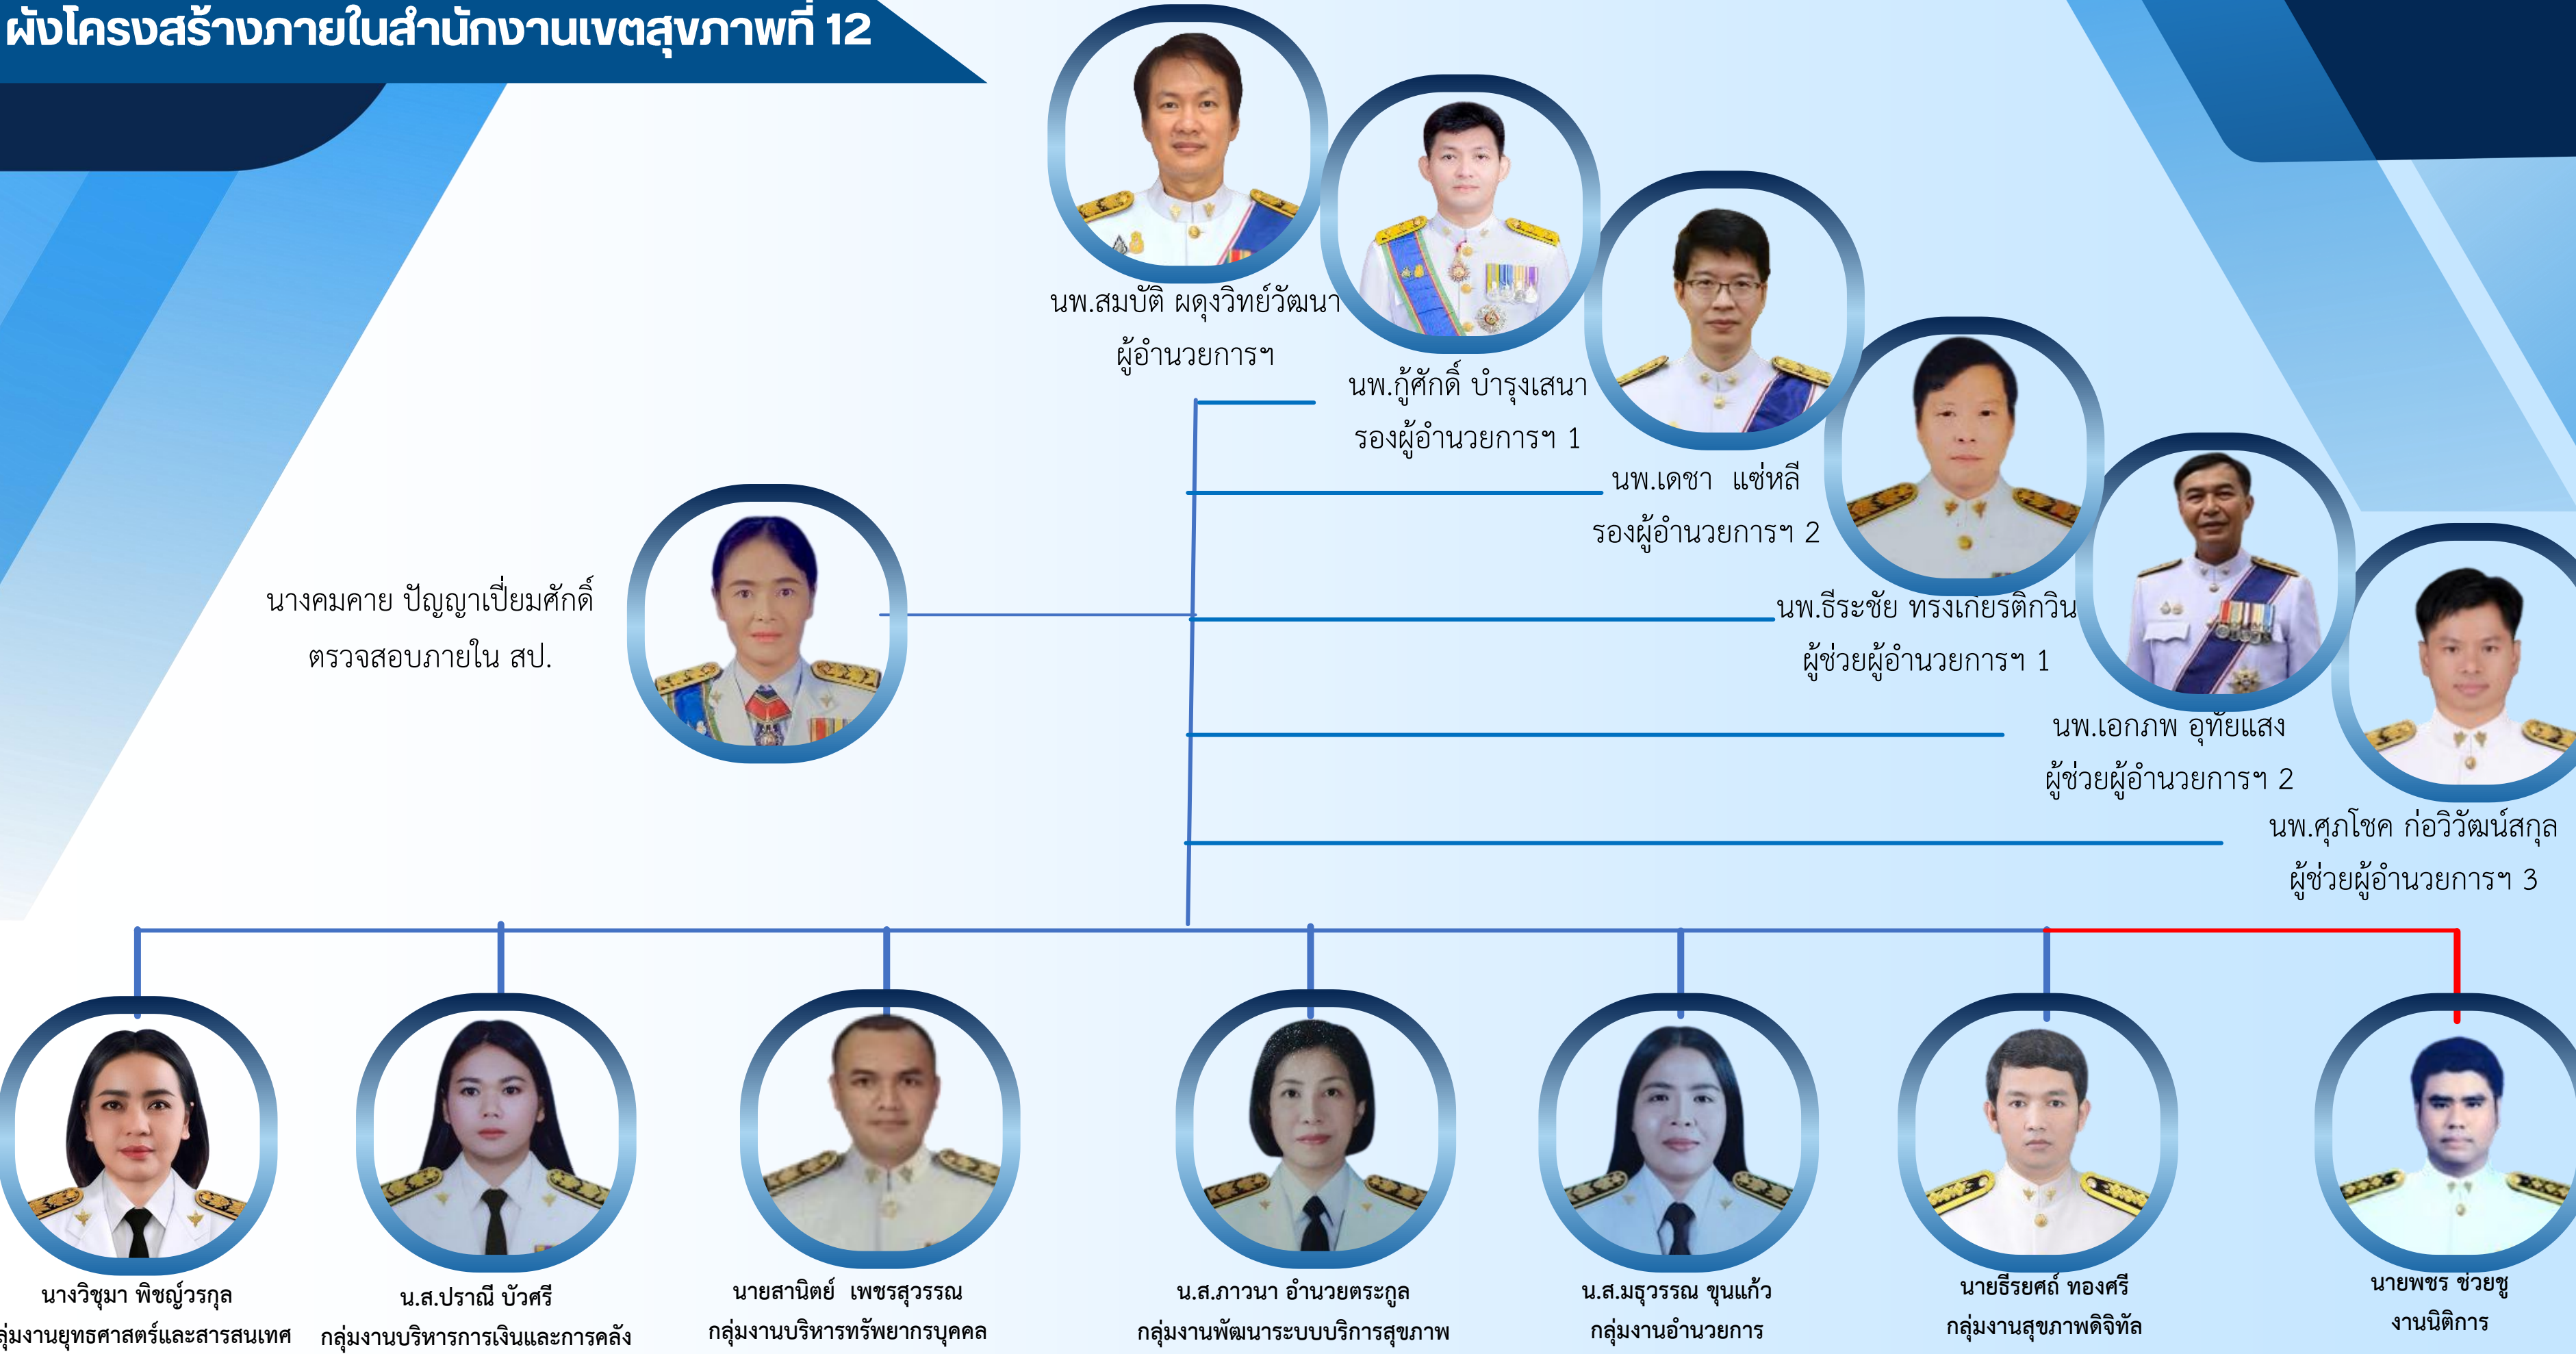 ผังโครงสร้างภายในสำนักงานเขตสุขภาพที่ 12
นพ.สมบัติ ผดุงวิทย์วัฒนา
ผู้อำนวยการฯ
นพ.กู้ศักดิ์ บำรุงเสนา
รองผู้อำนวยการฯ 1
นพ.เดชา แซ่หลี
รองผู้อำนวยการฯ 2
นพ.ธีระชัย ทรงเกียรติกวิน
ผู้ช่วยผู้อำนวยการฯ 1
นพ.เอกภพ อุทัยแสง
ผู้ช่วยผู้อำนวยการฯ 2
นพ.ศุภโชค ก่อวิวัฒน์สกุล
ผู้ช่วยผู้อำนวยการฯ 3
นางคมคาย ปัญญาเปี่ยมศักดิ์
ตรวจสอบภายใน สป.
นางวิชุมา พิชญ์วรกุล
ลุ่มงานยุทธศาสตร์และสารสนเทศ
น.ส.ปราณี บัวศรี
กลุ่มงานบริหารการเงินและการคลัง
นายสานิตย์ เพชรสุวรรณ
กลุ่มงานบริหารทรัพยากรบุคคล
น.ส.ภาวนา อำนวยตระกูล
กลุ่มงานพัฒนาระบบบริการสุขภาพ
น.ส.มธุวรรณ ขุนแก้ว
กลุ่มงานอำนวยการ
นายธีรยศถ์ ทองศรี
กลุ่มงานสุขภาพดิจิทัล
นายพชร ช่วยชู
งานนิติการ